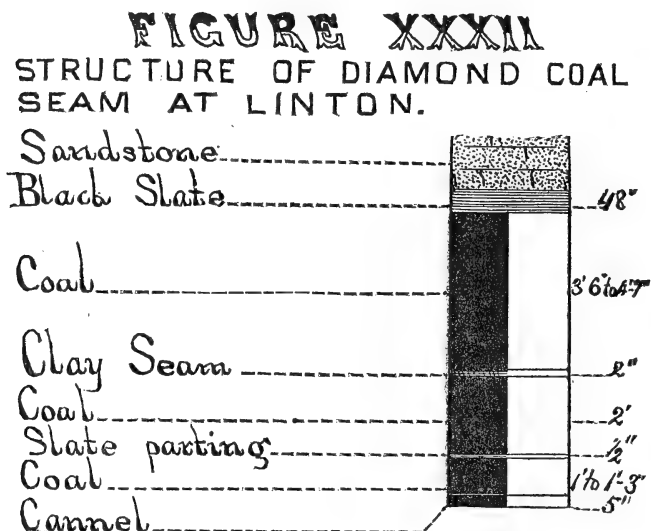 FIGURE XXXII
STRUCTURE OF DIAMOND COAL
SEAM AT LINTON.
Sandstone
Black Slate 48"
Coal 3' 6" to 4'-7"
Clay Seam 2"
Coal 2'
Slate parting ½"
Coal 1' to 1'-3"
Cannel 5"